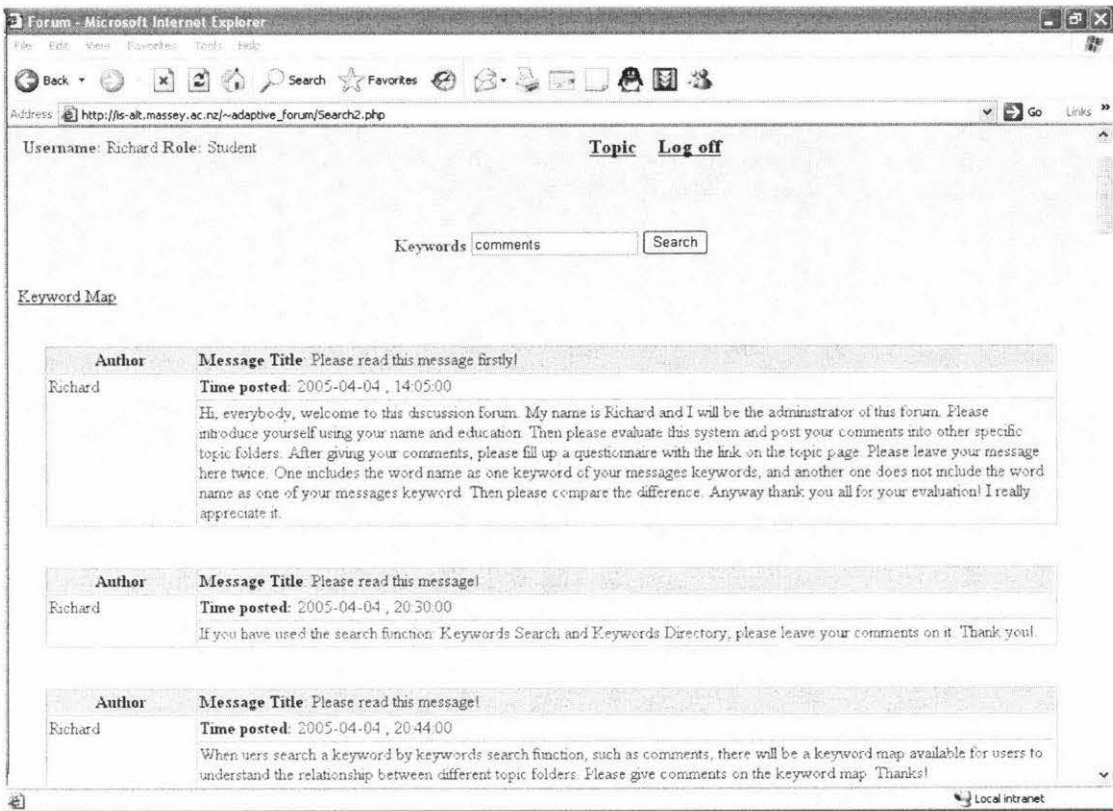 Forum - Microsoft Internet Explorer
File Edit View Favorites Tools Help
Back Search Favorites
Address http://is-alt.massey.ac.nz/~adaptive_forum/Search2.php Go Links »
Username: Richard Role: Student Topic Log off
Keywords comments Search
Keyword Map
Author Message Title: Please read this message firstly!
Richard Time posted: 2005-04-04 , 14:05:00
Hi, everybody, welcome to this discussion forum. My name is Richard and I will be the administrator of this forum. Please
introduce yourself using your name and education. Then please evaluate this system and post your comments into other specific
topic folders. After giving your comments, please fill up a questionnaire with the link on the topic page. Please leave your message
here twice. One includes the word name as one keyword of your messages keywords, and another one does not include the word
name as one of your messages keyword. Then please compare the difference. Anyway thank you all for your evaluation! I really
appreciate it.
Author Message Title: Please read this message!
Richard Time posted: 2005-04-04 , 20:30:00
If you have used the search function: Keywords Search and Keywords Directory, please leave your comments on it. Thank you!
Author Message Title: Please read this message!
Richard Time posted: 2005-04-04 , 20:44:00
When uers search a keyword by keywords search function, such as comments, there will be a keyword map available for users to
understand the relationship between different topic folders. Please give comments on the keyword map. Thanks!
Local intranet